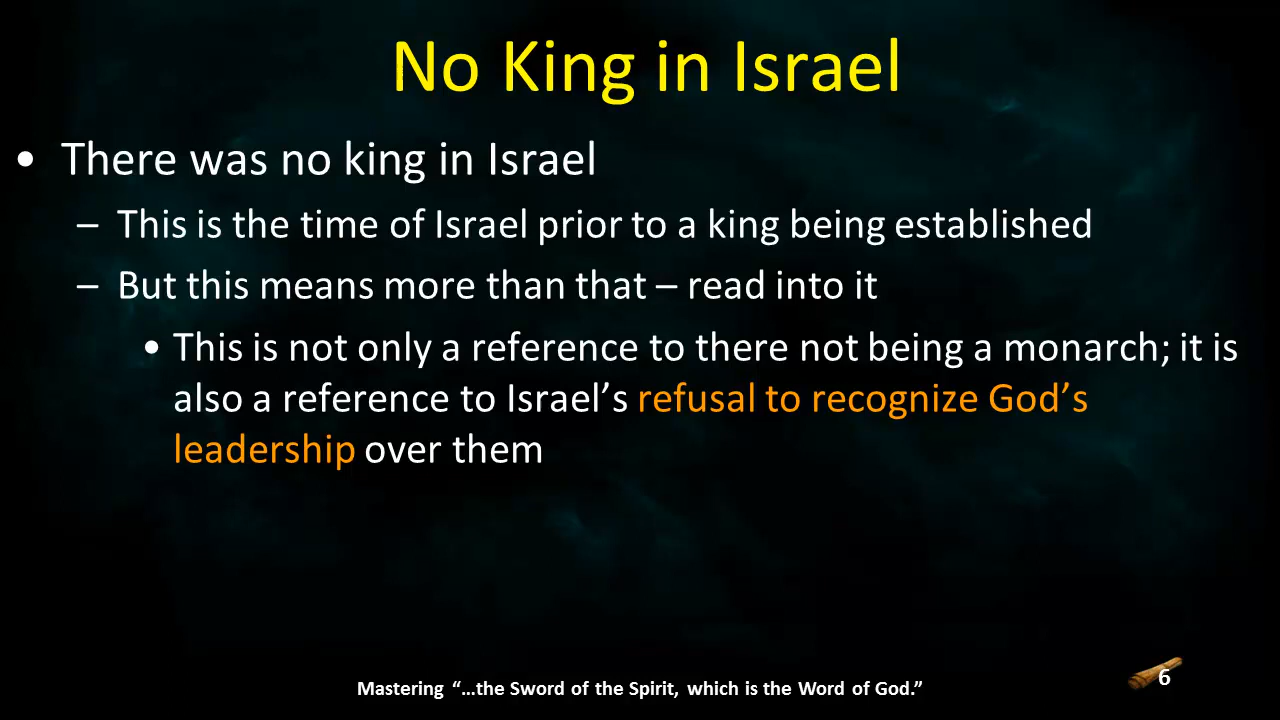 No King in Israel
• There was no king in Israel
– This is the time of Israel prior to a king being established
– But this means more than that – read into it
• This is not only a reference to there not being a monarch; it is
also a reference to Israel’s refusal to recognize God’s
leadership over them
Mastering “…the Sword of the Spirit, which is the Word of God.”
6